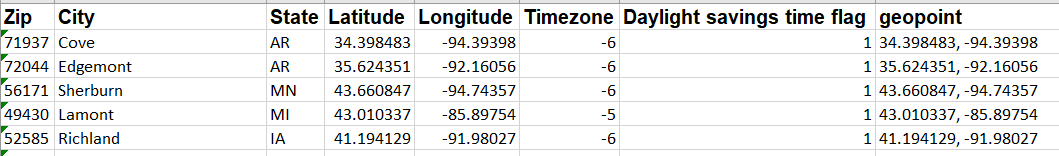 Zip City State Latitude Longitude Timezone Daylight savings time flag geopoint
71937 Cove AR 34.398483 -94.39398 -6 1 34.398483, -94.39398
72044 Edgemont AR 35.624351 -92.16056 -6 1 35.624351, -92.16056
56171 Sherburn MN 43.660847 -94.74357 -6 1 43.660847, -94.74357
49430 Lamont MI 43.010337 -85.89754 -5 1 43.010337, -85.89754
52585 Richland IA 41.194129 -91.98027 -6 1 41.194129, -91.98027